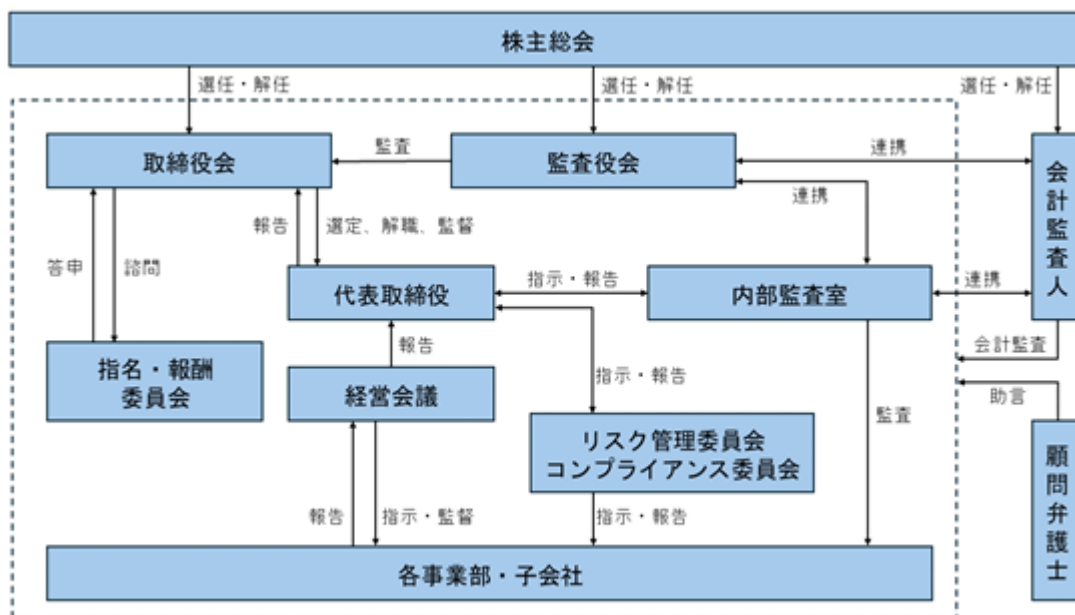 株主総会
選任・解任
選任・解任
選任・解任
取締役会
監査
監査役会
連携
会計監査人
連携
報告
選定、解職、監督
答申
諮問
代表取締役
指示・報告
内部監査室
連携
指名・報酬
委員会
報告
会計監査
経営会議
指示・報告
助言
監査
リスク管理委員会
コンプライアンス委員会
顧問弁護士
報告
指示・監督
指示・報告
各事業部・子会社